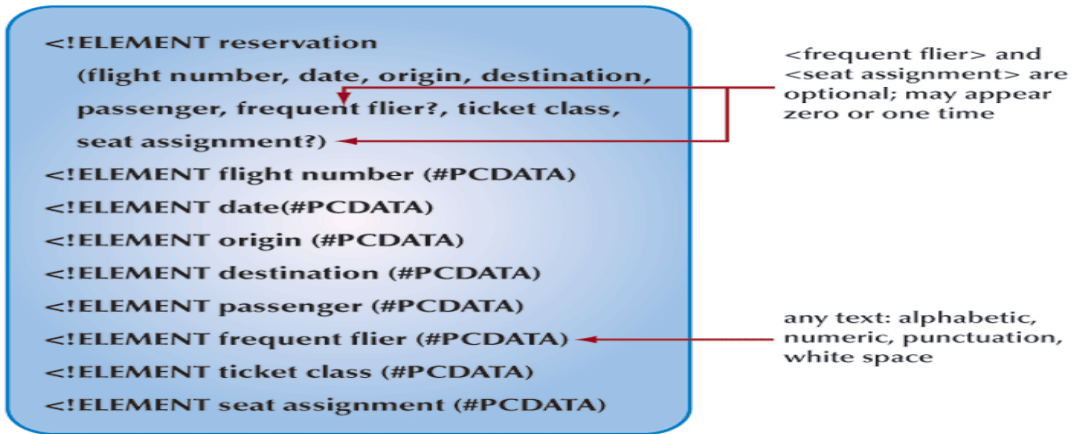 <!ELEMENT reservation
(flight number, date, origin, destination,
passenger, frequent flier?, ticket class,
seat assignment?)
<!ELEMENT flight number (#PCDATA)
<!ELEMENT date(#PCDATA)
<!ELEMENT origin (#PCDATA)
<!ELEMENT destination (#PCDATA)
<!ELEMENT passenger (#PCDATA)
<!ELEMENT frequent flier (#PCDATA)
<!ELEMENT ticket class (#PCDATA)
<!ELEMENT seat assignment (#PCDATA)
<frequent flier> and
<seat assignment> are
optional; may appear
zero or one time
any text: alphabetic,
numeric, punctuation,
white space